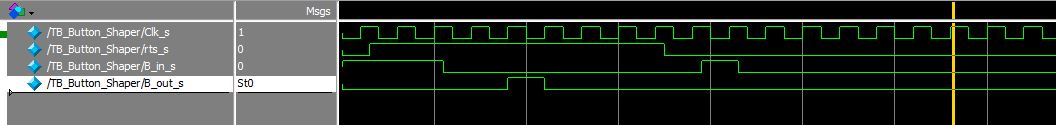 Msgs
/TB_Button_Shaper/Clk_s 1
/TB_Button_Shaper/rts_s 0
/TB_Button_Shaper/B_in_s 0
/TB_Button_Shaper/B_out_s St0